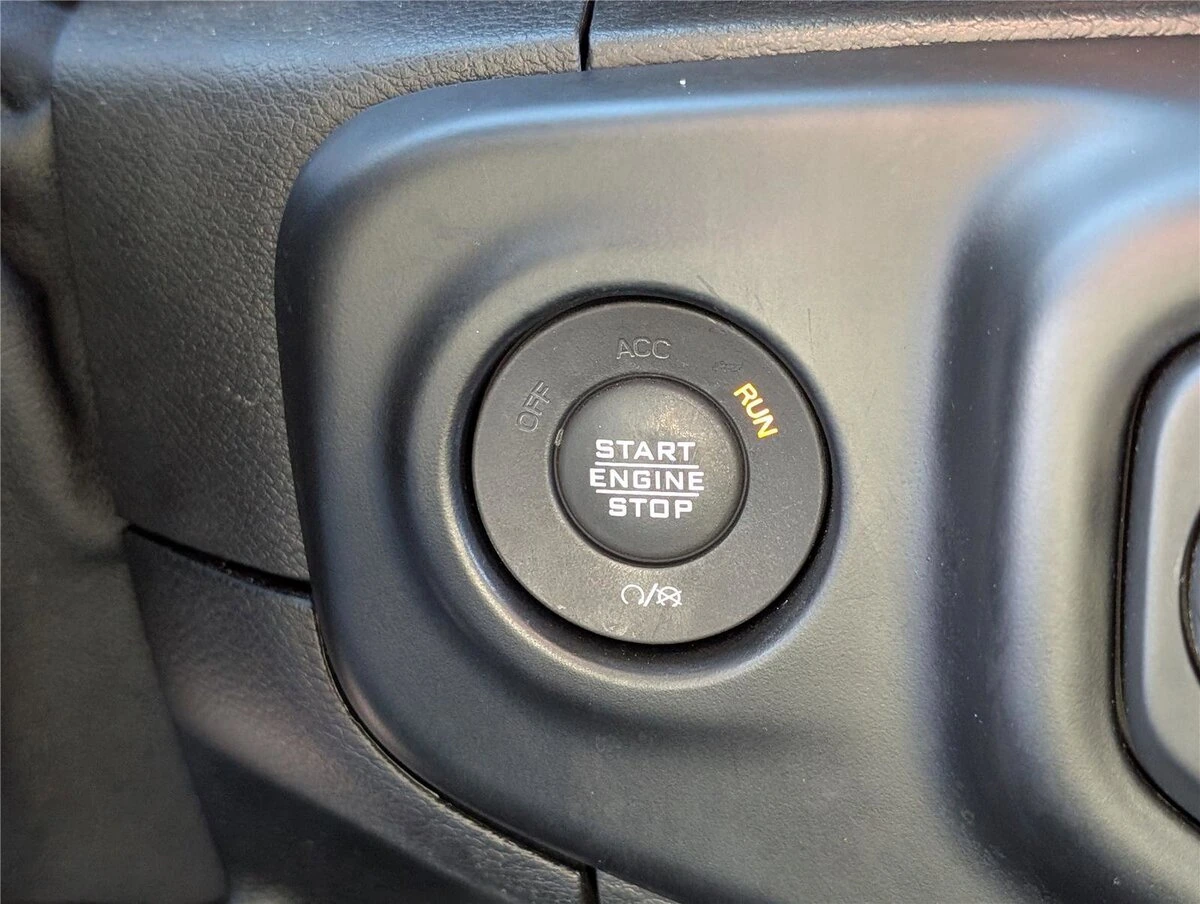 ACC
OFF
RUN
START
ENGINE
STOP